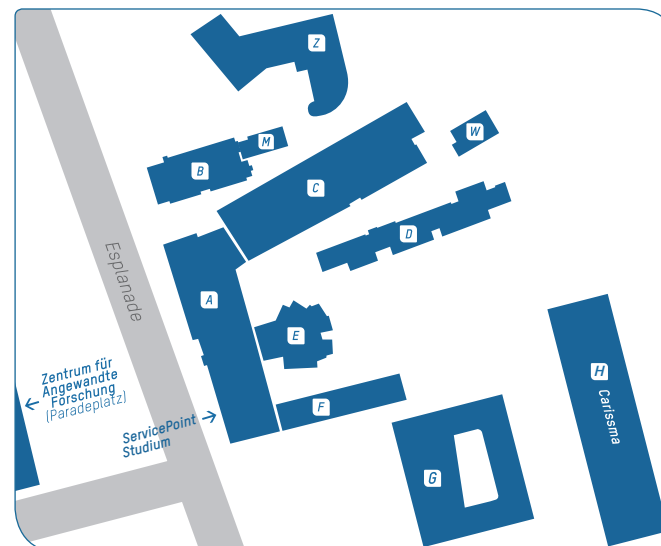 Z
M
W
B
C
D
Esplanade
A
E
Zentrum für
Angewandte
Forschung
(Paradeplatz)
H
Carissma
F
ServicePoint
Studium
G